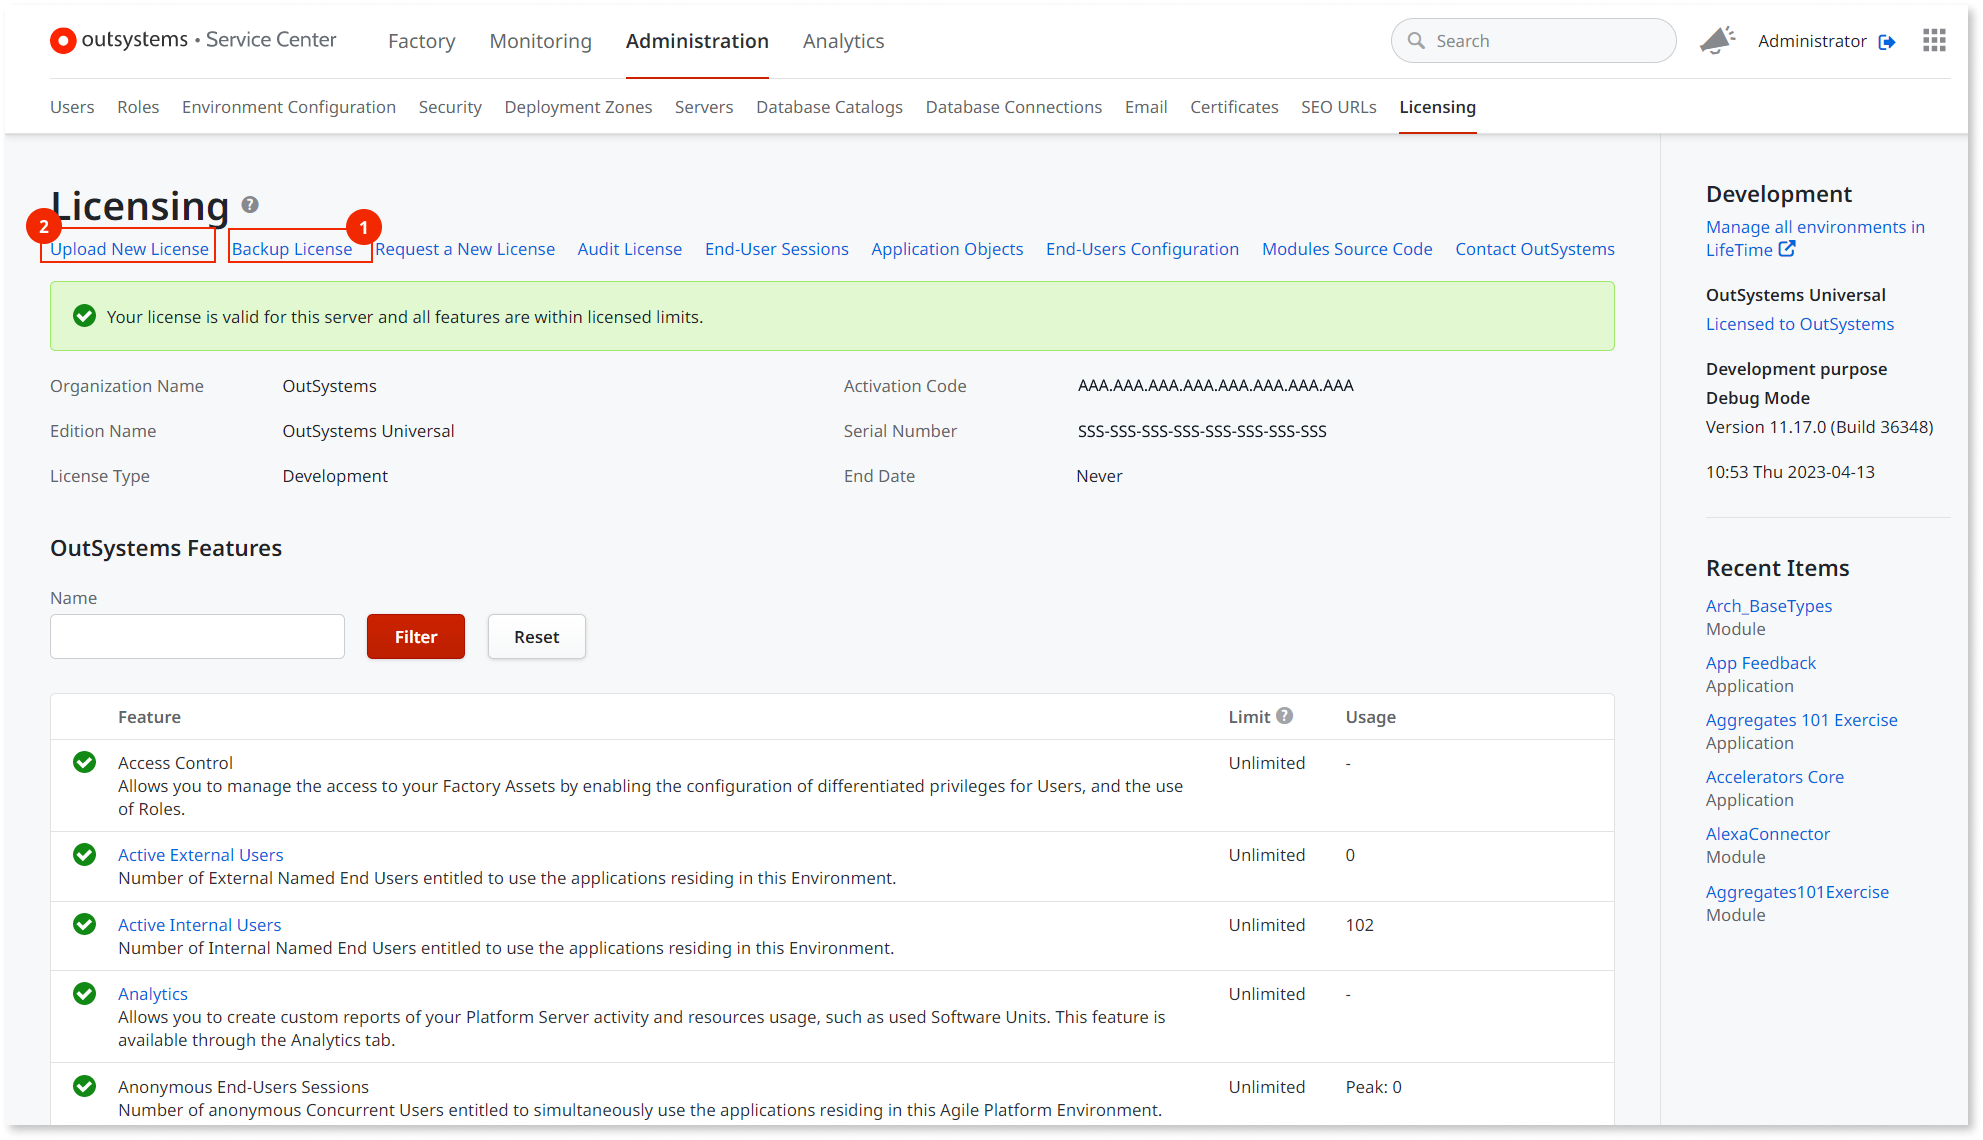 outsystems • Service Center
Factory Monitoring Administration Analytics
Search
Administrator
Users Roles Environment Configuration Security Deployment Zones Servers Database Catalogs Database Connections Email Certificates SEO URLs Licensing
Licensing ?
2
1
Upload New License Backup License Request a New License Audit License End-User Sessions Application Objects End-Users Configuration Modules Source Code Contact OutSystems
Your license is valid for this server and all features are within licensed limits.
Organization Name OutSystems Activation Code AAA.AAA.AAA.AAA.AAA.AAA.AAA.AAA
Edition Name OutSystems Universal Serial Number SSS-SSS-SSS-SSS-SSS-SSS-SSS-SSS
License Type Development End Date Never
OutSystems Features
Name
Filter Reset
Feature Limit ? Usage
Access Control Unlimited -
Allows you to manage the access to your Factory Assets by enabling the configuration of differentiated privileges for Users, and the use
of Roles.
Active External Users Unlimited 0
Number of External Named End Users entitled to use the applications residing in this Environment.
Active Internal Users Unlimited 102
Number of Internal Named End Users entitled to use the applications residing in this Environment.
Analytics Unlimited -
Allows you to create custom reports of your Platform Server activity and resources usage, such as used Software Units. This feature is
available through the Analytics tab.
Anonymous End-Users Sessions Unlimited Peak: 0
Number of anonymous Concurrent Users entitled to simultaneously use the applications residing in this Agile Platform Environment.
Development
Manage all environments in
LifeTime
OutSystems Universal
Licensed to OutSystems
Development purpose
Debug Mode
Version 11.17.0 (Build 36348)
10:53 Thu 2023-04-13
Recent Items
Arch_BaseTypes
Module
App Feedback
Application
Aggregates 101 Exercise
Application
Accelerators Core
Application
AlexaConnector
Module
Aggregates101Exercise
Module